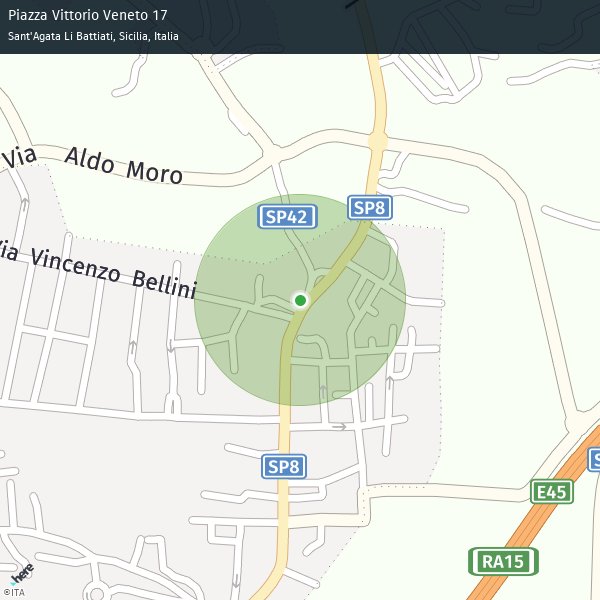 Piazza Vittorio Veneto 17
Sant'Agata Li Battiati, Sicilia, Italia
Via Aldo Moro
SP42
SP8
Via Vincenzo Bellini
SP8
E45
RA15
here
©ITA